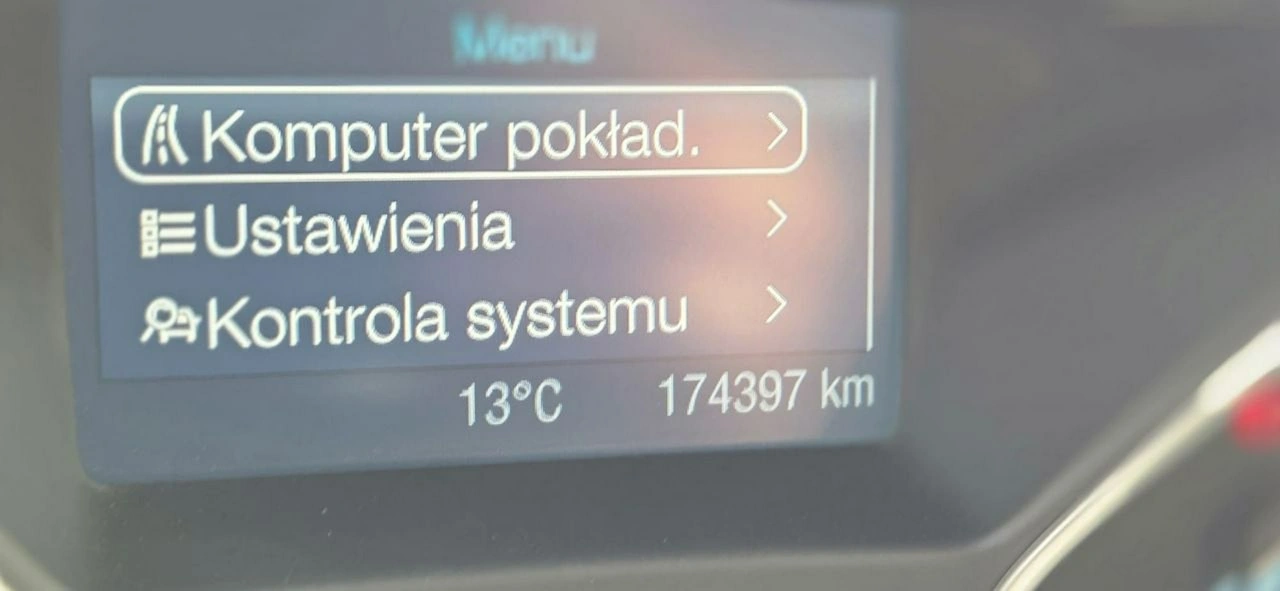 Menu
Komputer pokład.
Ustawienia
Kontrola systemu
13°C 174397 km